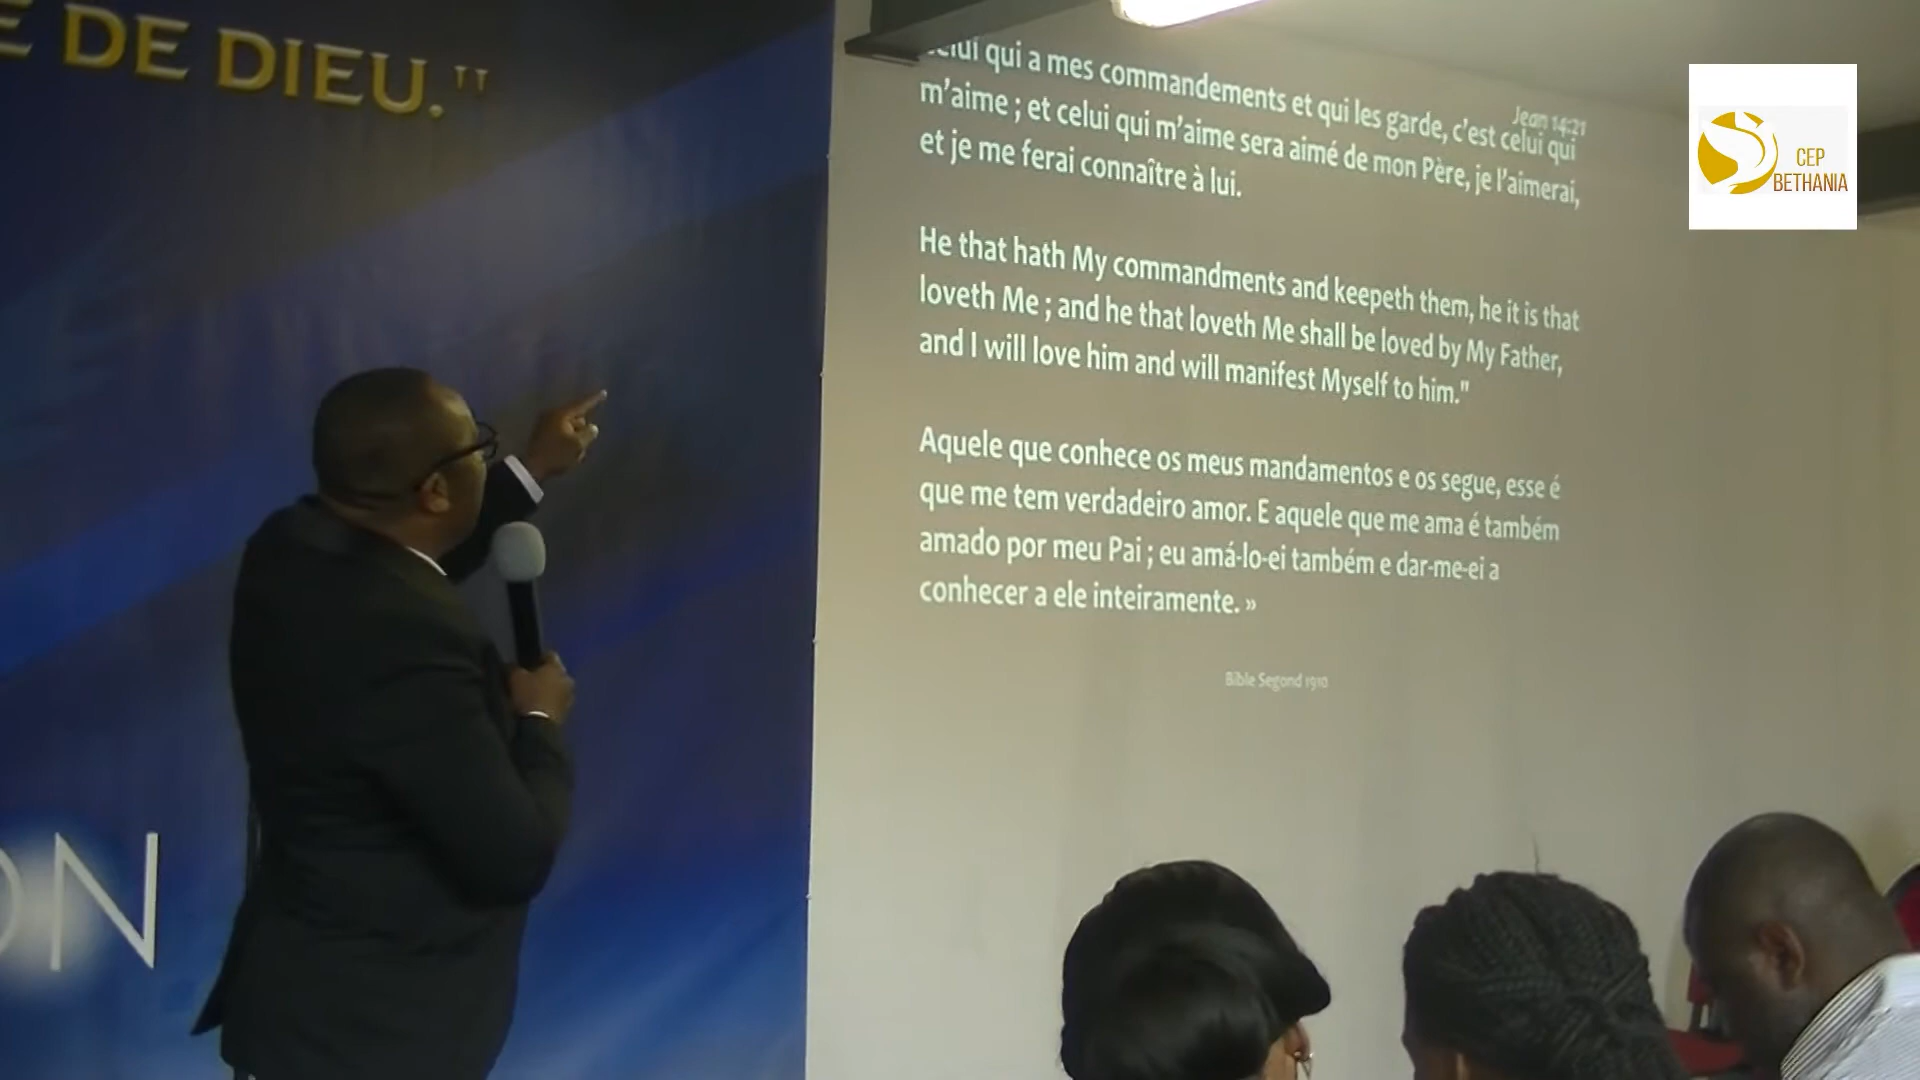 E DE DIEU."
Jean 14:21
qui a mes commandements et qui les garde, c'est celui qui
m'aime ; et celui qui m'aime sera aimé de mon Père, je l'aimerai,
et je me ferai connaître à lui.
He that hath My commandments and keepeth them, he it is that
loveth Me ; and he that loveth Me shall be loved by My Father,
and I will love him and will manifest Myself to him."
Aquele que conhece os meus mandamentos e os segue, esse é
que me tem verdadeiro amor. E aquele que me ama é também
amado por meu Pai ; eu amá-lo-ei também e dar-me-ei a
conhecer a ele inteiramente. »
Bible Segond 1910
CEP
BETHANIA
ON